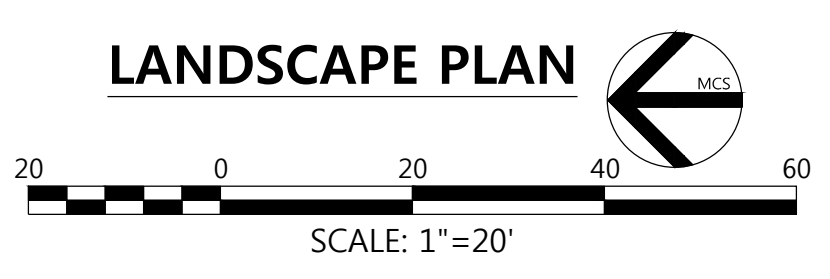 LANDSCAPE PLAN
MCS
20 0 20 40 60
SCALE: 1"=20'